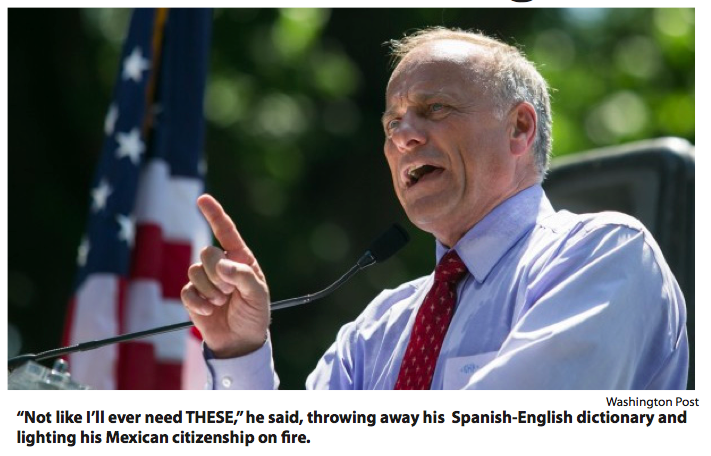 Washington Post
“Not like I’ll ever need THESE,” he said, throwing away his Spanish-English dictionary and
lighting his Mexican citizenship on fire.